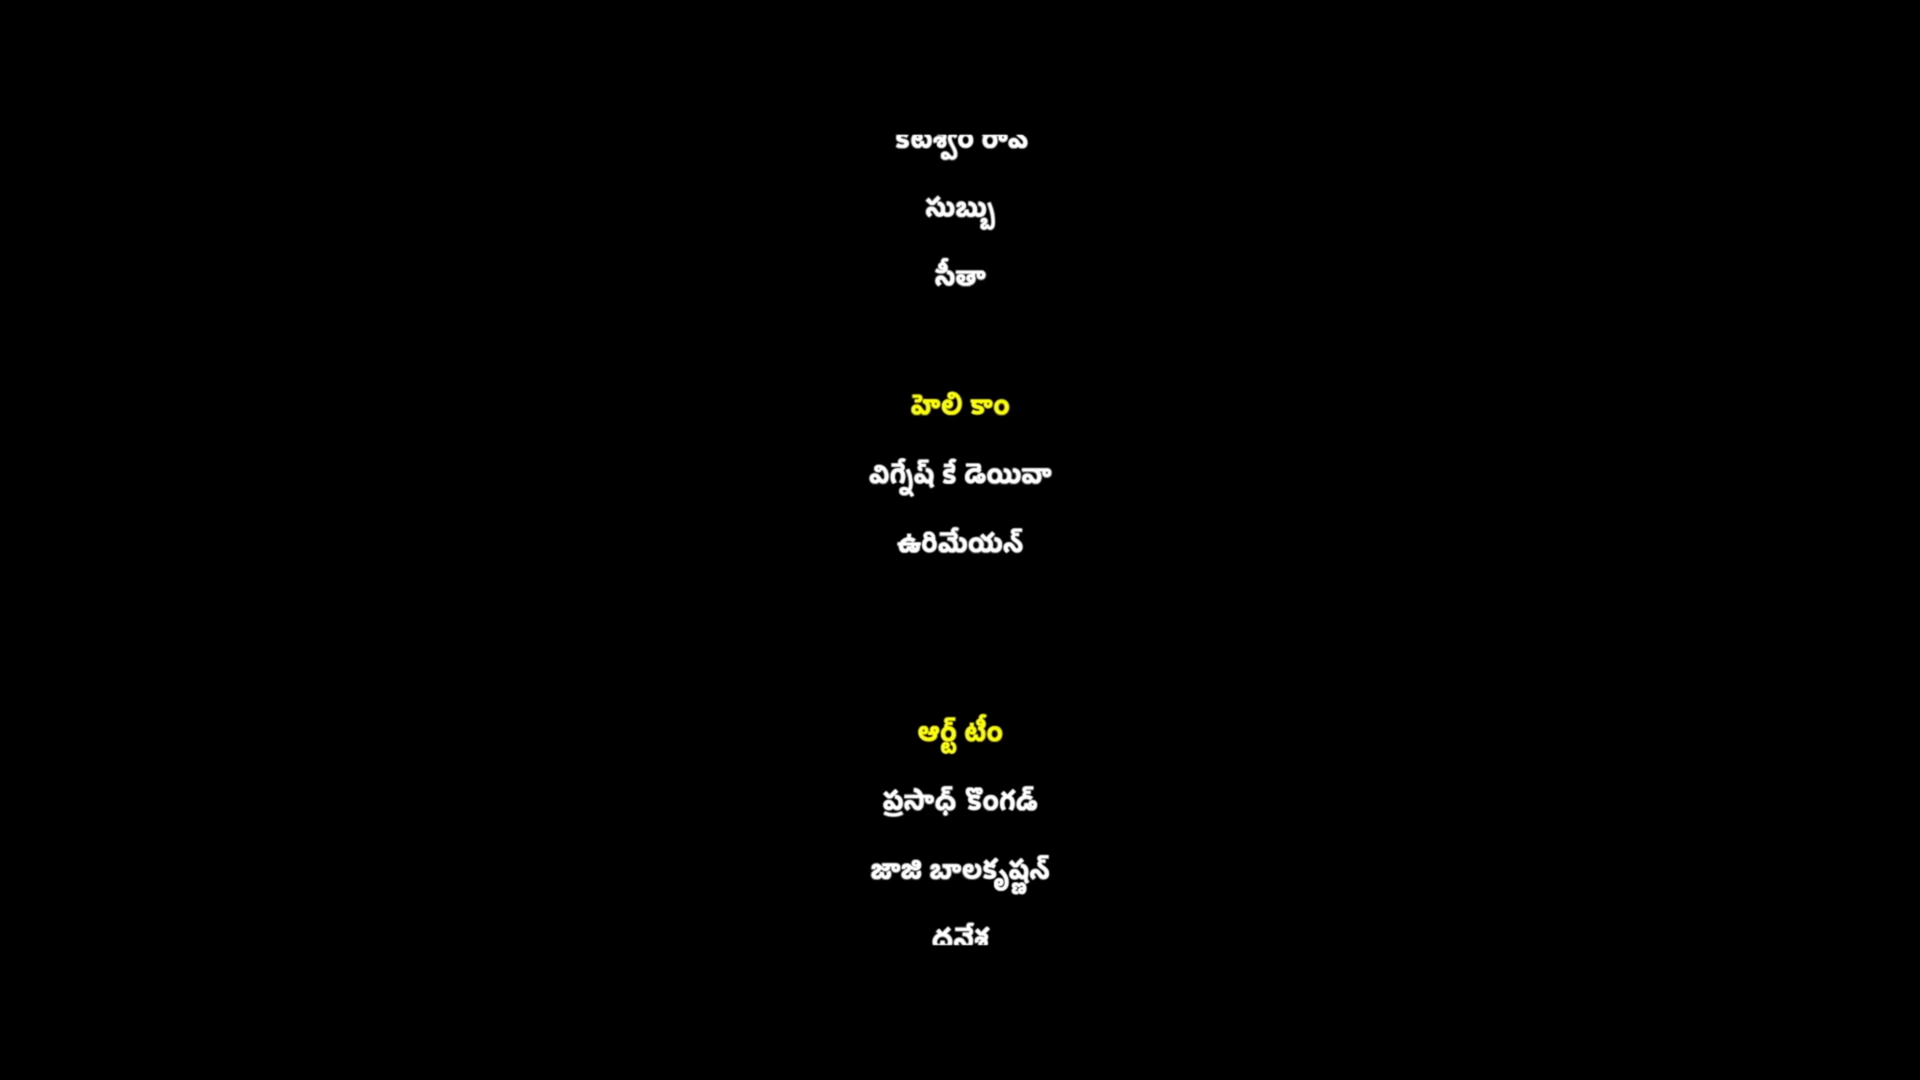 సుబ్బు
సీతా
హెలి కాం
విగ్నేష్ కే డెయివా
ఉరిమేయన్
ఆర్ట్ టీం
ప్రసాధ్ కొంగడ్
జాజి బాలకృష్ణన్